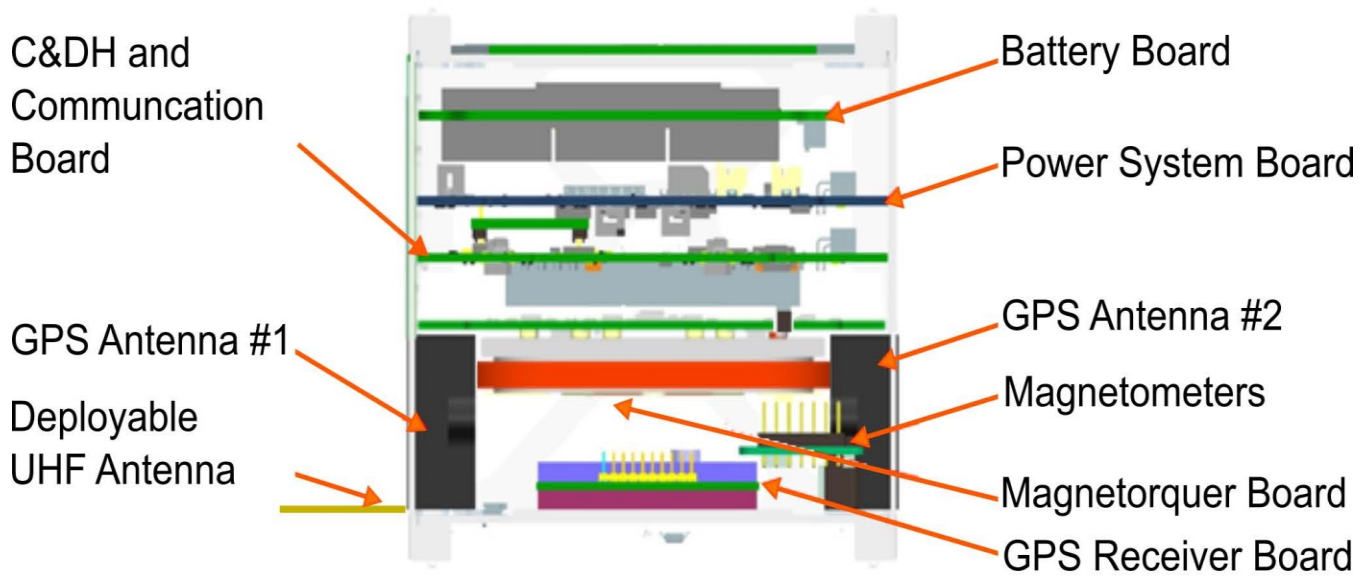 C&DH and
Communcation
Board
GPS Antenna #1
Deployable
UHF Antenna
Battery Board
Power System Board
GPS Antenna #2
Magnetometers
Magnetorquer Board
GPS Receiver Board